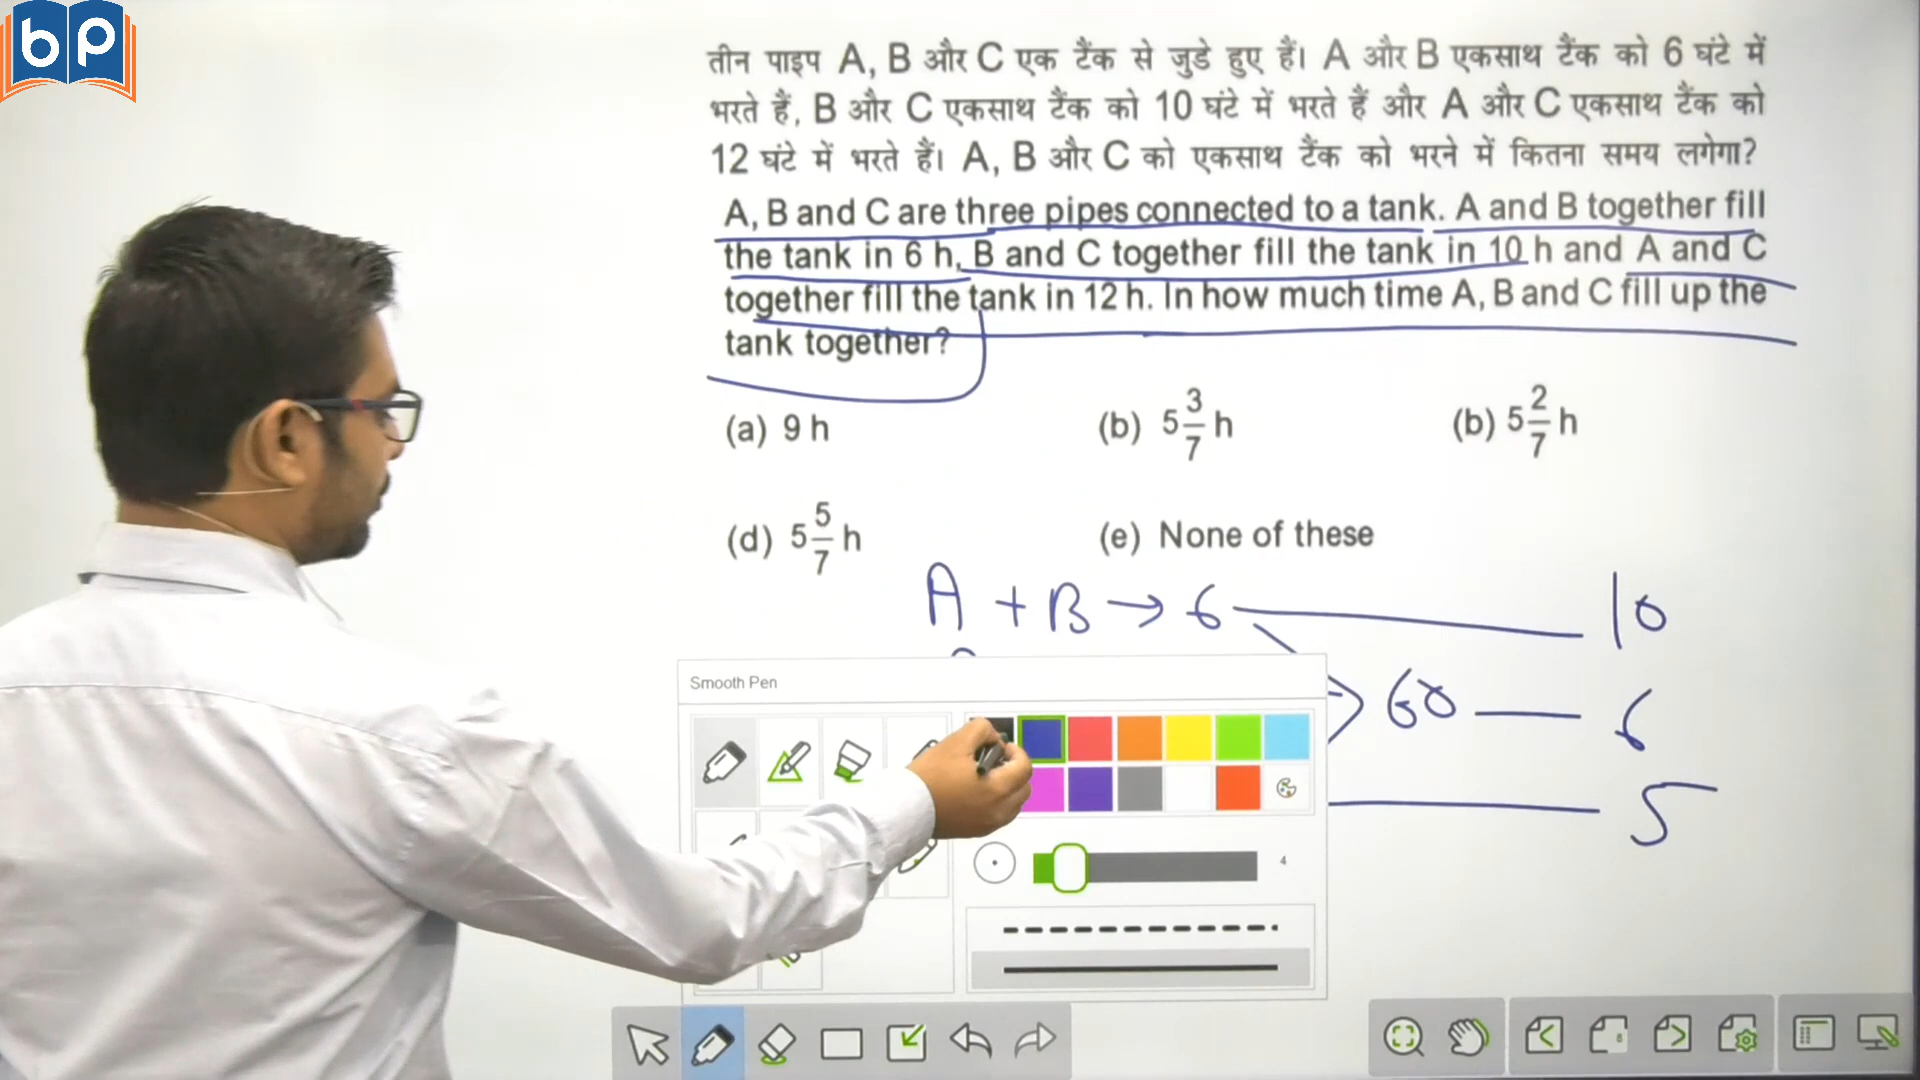 bp
तीन पाइप A, B और C एक टैंक से जुडे हुए हैं। A और B एकसाथ टैंक को 6 घंटे में
भरते हैं, B और C एकसाथ टैंक को 10 घंटे में भरते हैं और A और C एकसाथ टैंक को
12 घंटे में भरते हैं। A, B और C को एकसाथ टैंक को भरने में कितना समय लगेगा?
A, B and C are three pipes connected to a tank. A and B together fill
the tank in 6 h, B and C together fill the tank in 10 h and A and C
together fill the tank in 12 h. In how much time A, B and C fill up the
tank together?
(a) 9 h (b) 5 3/7 h (b) 5 2/7 h
(d) 5 5/7 h (e) None of these
A + B → 6 10
60 6
5
Smooth Pen
4